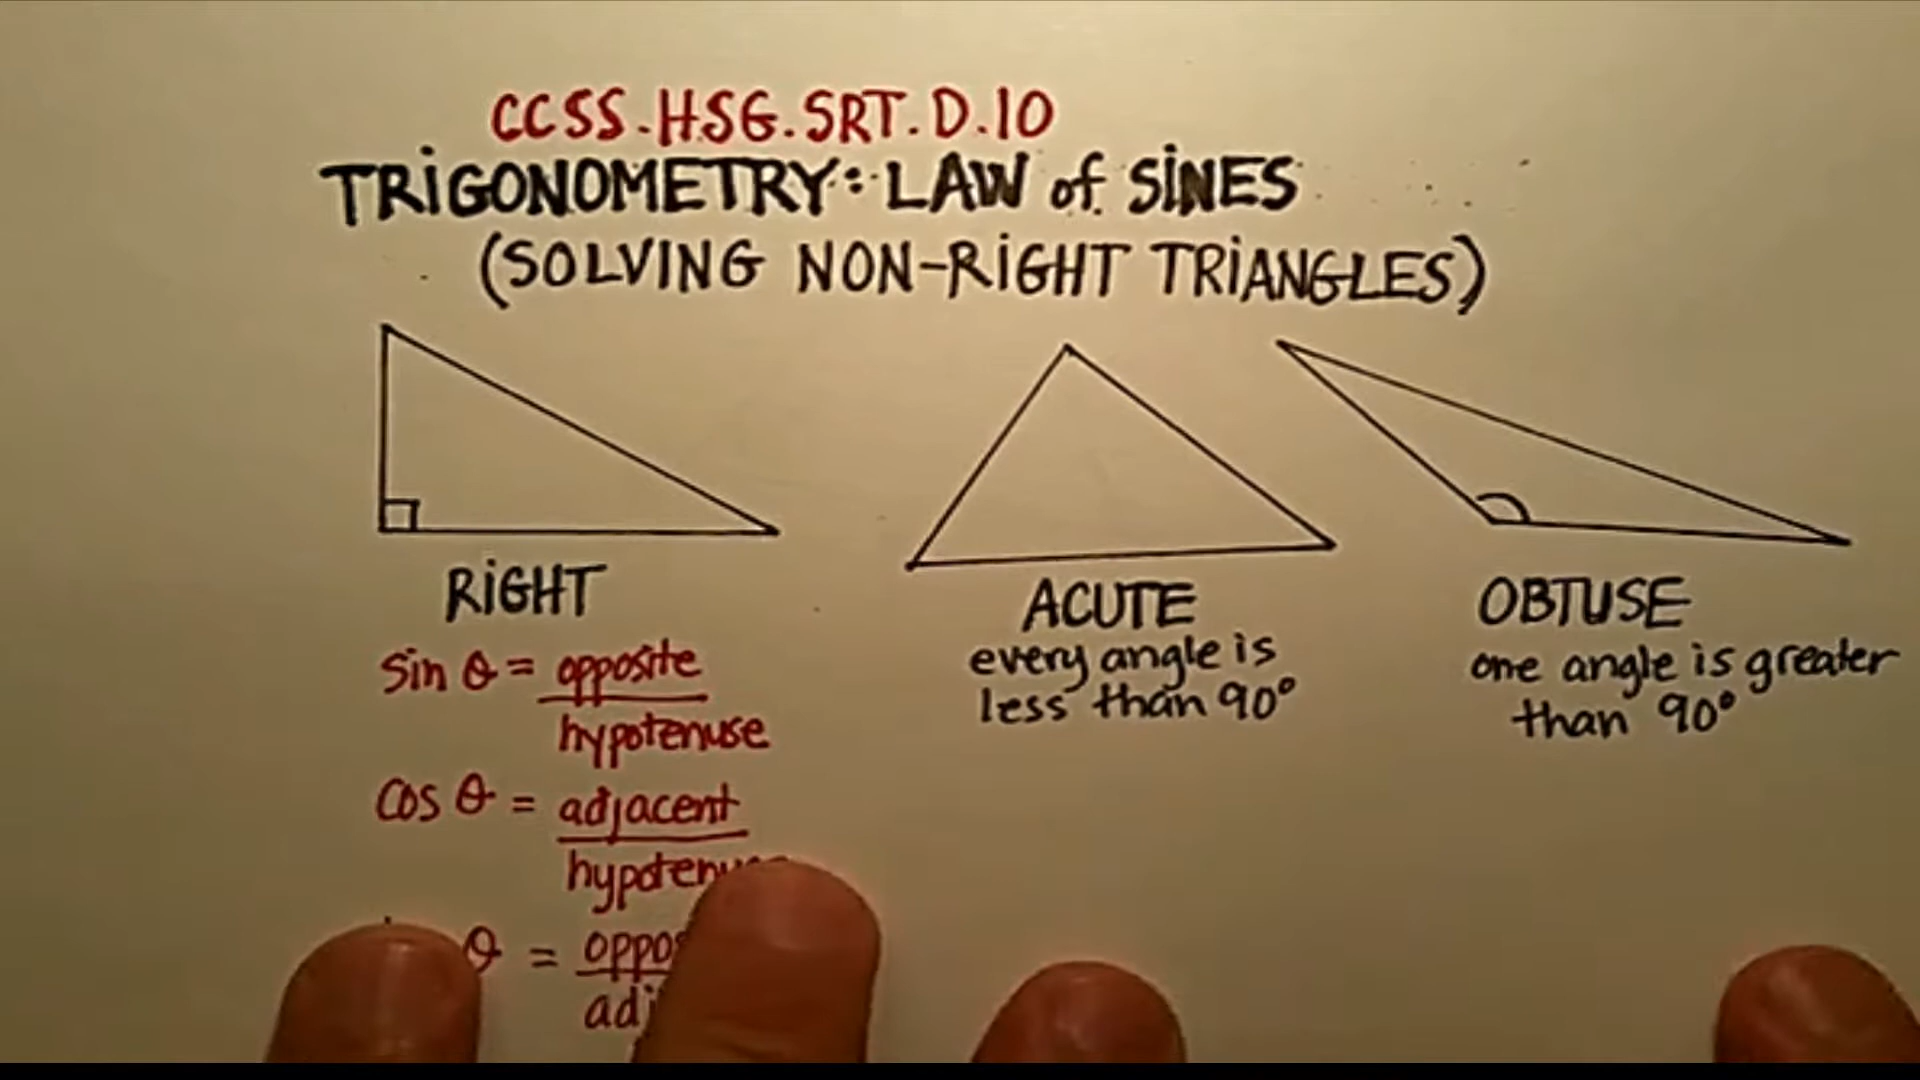 CCSS.HSG.SRT.D.10
TRIGONOMETRY: LAW of SINES
(SOLVING NON-RIGHT TRIANGLES)
RIGHT
sin θ = opposite
hypotenuse
cos θ = adjacent
θ =
ACUTE
every angle is
less than 90°
OBTUSE
one angle is greater
than 90°